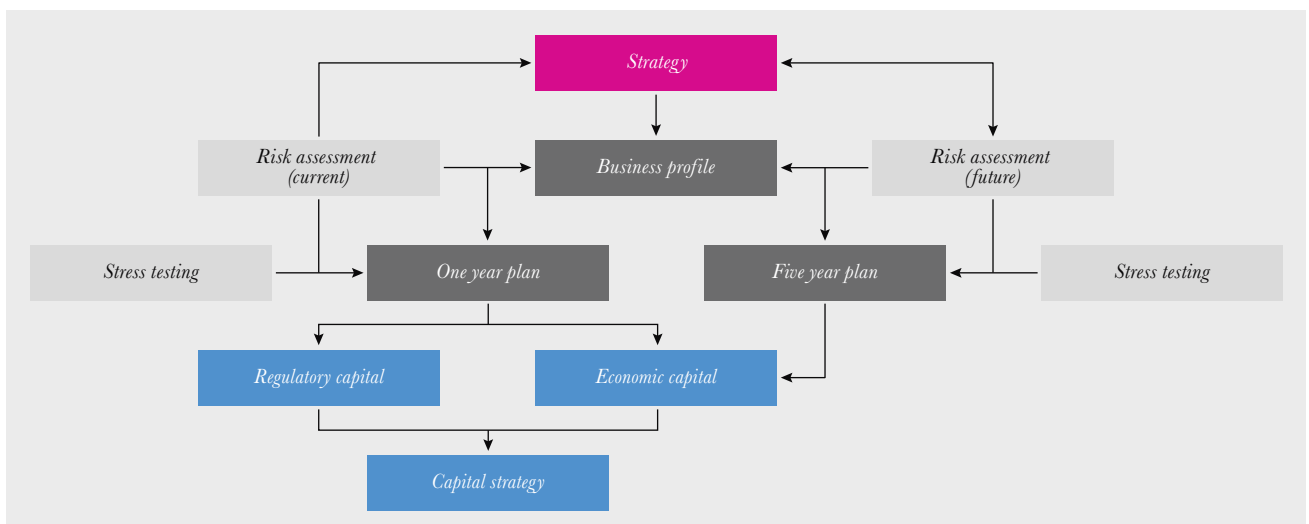 Strategy
Risk assessment
(current)
Business profile
Risk assessment
(future)
Stress testing
One year plan
Five year plan
Stress testing
Regulatory capital
Economic capital
Capital strategy